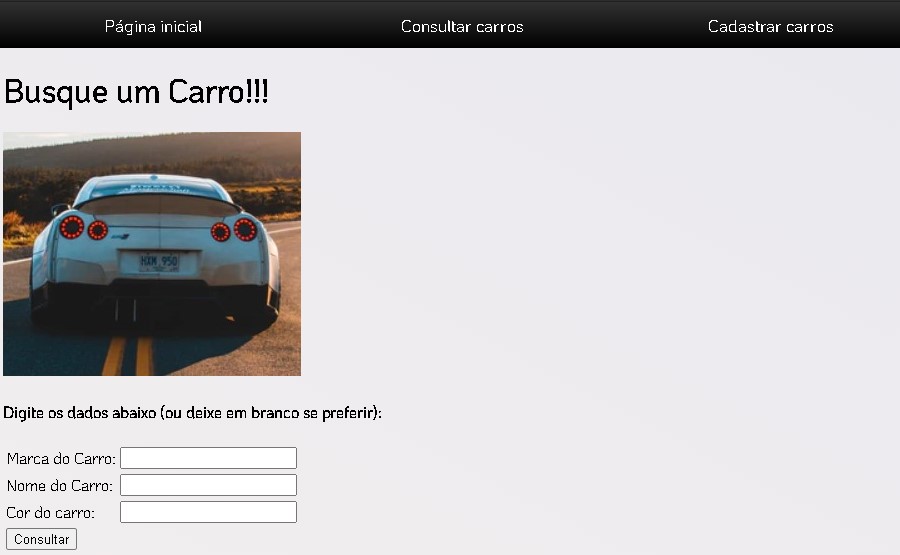 Página inicial Consultar carros Cadastrar carros
Busque um Carro!!!
HXM 950
Digite os dados abaixo (ou deixe em branco se preferir):
Marca do Carro:
Nome do Carro:
Cor do carro:
Consultar